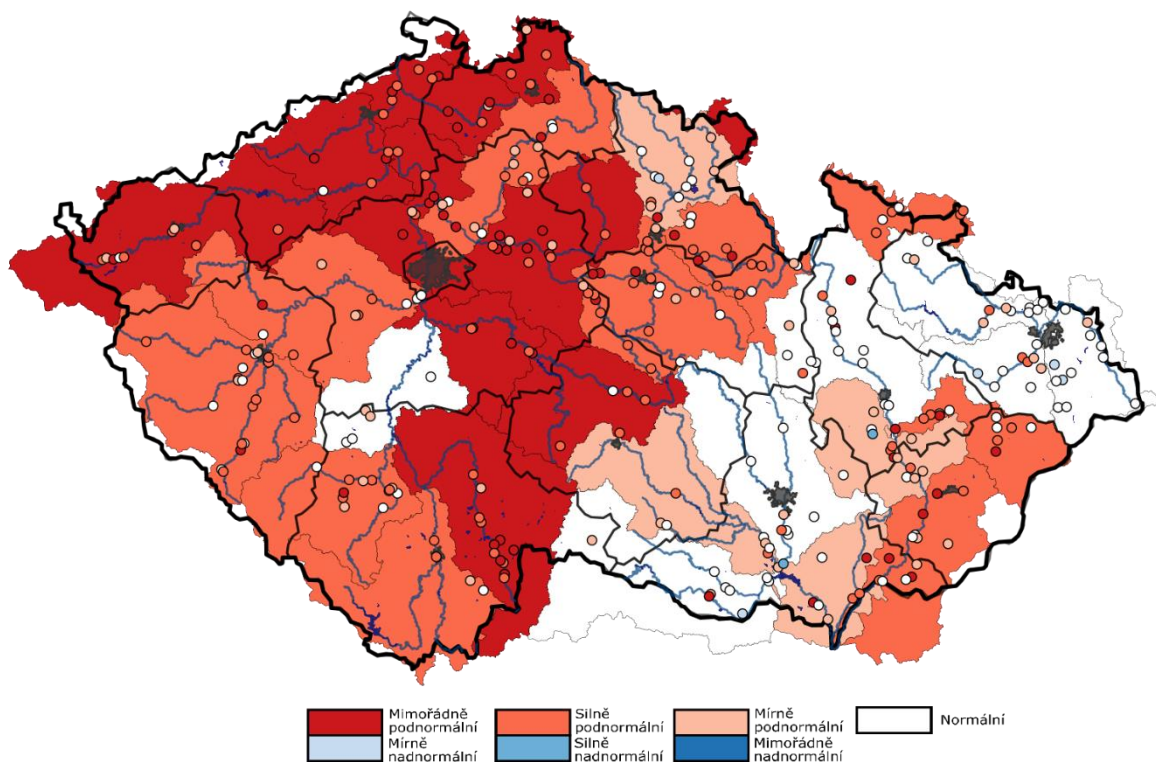 Mimořádně
podnormální
Silně
podnormální
Mírně
podnormální
Normální
Mírně
nadnormální
Silně
nadnormální
Mimořádně
nadnormální